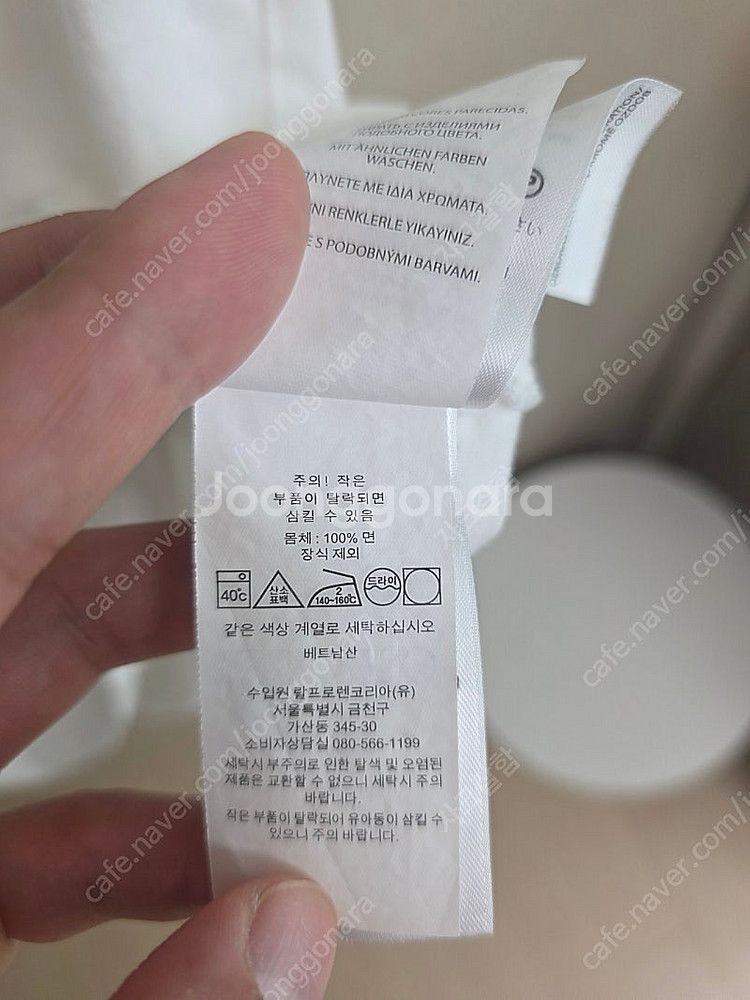 CORES PARECIDAS.
С ИЗДЕЛИЯМИ
ПОДОБНОГО ЦВЕТА.
MIT ÄHNLICHEN FARBEN
WASCHEN.
ΠΛΥΝΕΤΕ ΜΕ ΙΔΙΑ ΧΡΩΜΑΤΑ.
RENKLERLE YIKAYINIZ.
S PODOBNÝMI BARVAMI.
P
さい
Joonggonara
주의! 작은
부품이 탈락되면
삼킬 수 있음
몸체 : 100% 면
장식 제외
40°c 산소 표백 2 140~160°C 드라이
같은 색상 계열로 세탁하십시오
베트남산
수입원 랄프로렌코리아(유)
서울특별시 금천구
가산동 345-30
소비자상담실 080-566-1199
세탁시 부주의로 인한 탈색 및 오염된
제품은 교환할 수 없으니 세탁시 주의
바랍니다.
작은 부품이 탈락되어 유아동이 삼킬 수
있으니 주의 바랍니다.
cafe.naver.com/joonggonara